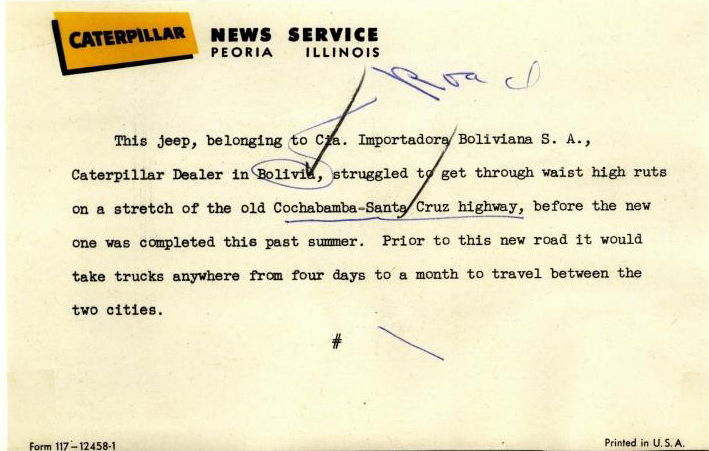 CATERPILLAR NEWS SERVICE
PEORIA ILLINOIS
Road
This jeep, belonging to Cia. Importadora Boliviana S. A.,
Caterpillar Dealer in Bolivia, struggled to get through waist high ruts
on a stretch of the old Cochabamba-Santa Cruz highway, before the new
one was completed this past summer. Prior to this new road it would
take trucks anywhere from four days to a month to travel between the
two cities.
#
Form 117-12458-1
Printed in U.S.A.